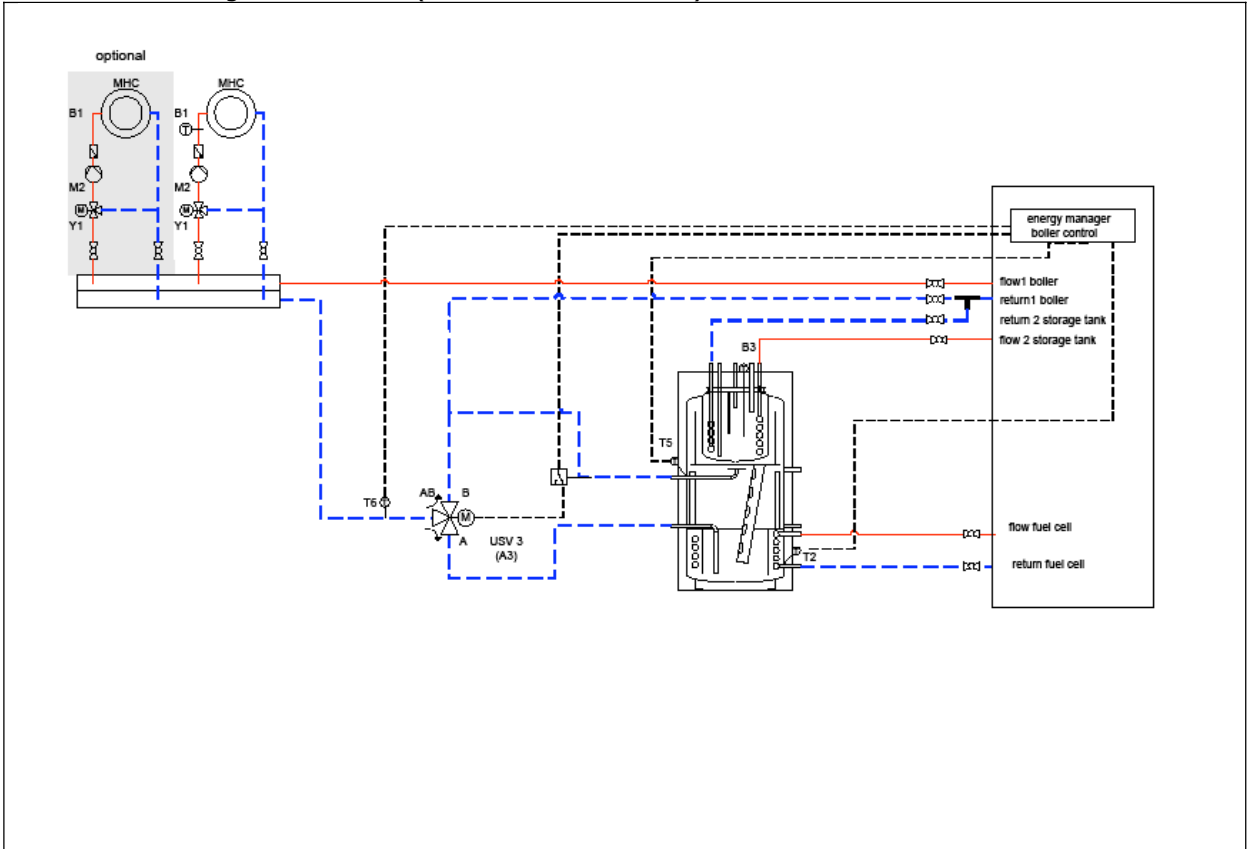 optional
MHC
MHC
B1
B1
T
M2
M2
M
M
Y1
Y1
energy manager
boiler control
flow1 boiler
return1 boiler
return 2 storage tank
flow 2 storage tank
B3
T5
T6
AB
B
M
A
USV 3
(A3)
T2
flow fuel cell
return fuel cell